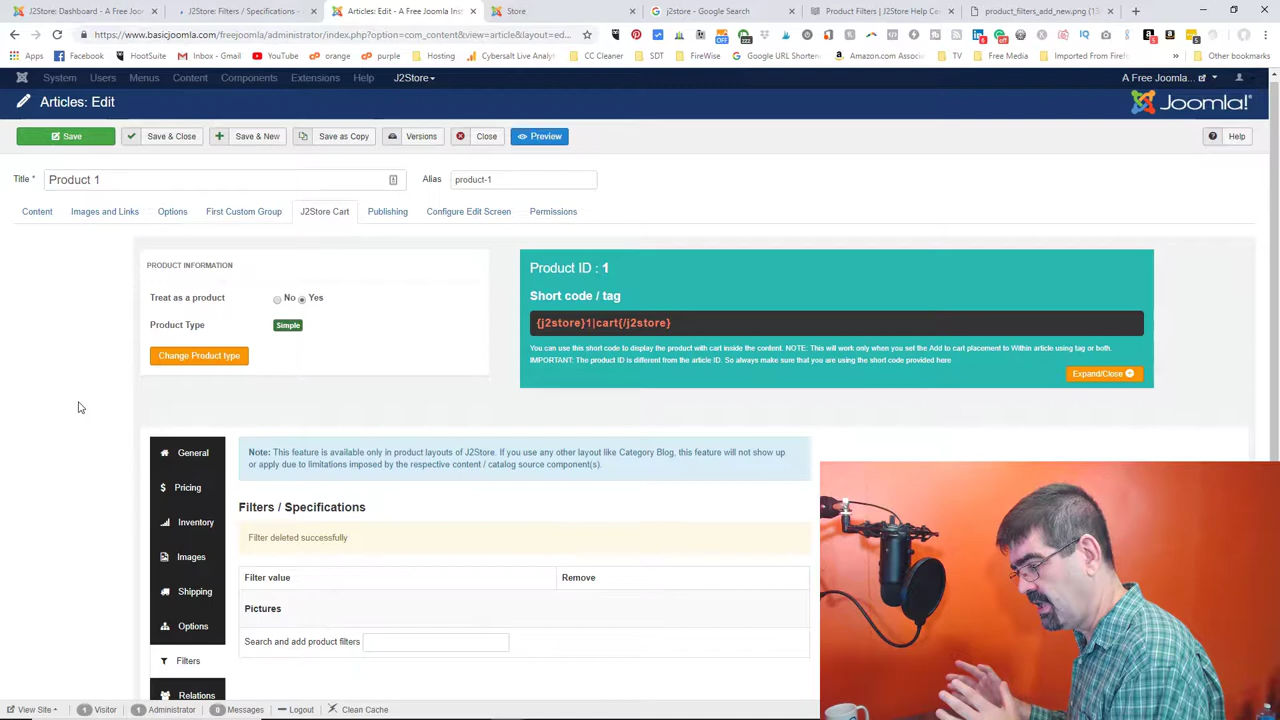 J2Store: Dashboard - A Free Joom
J2Store: Filters / Specifications -
Articles: Edit - A Free Joomla Ins
Store
j2store - Google Search
Product Filters | J2Store Help Ce
product_filters_add_new.png (13
https://www.basicjoomla.com/freejoomla/administrator/index.php?option=com_content&view=article&layout=ed...
Apps
Facebook
HootSuite
Inbox - Gmail
YouTube
orange
purple
Hosting
Cybersalt Live Analyt
CC Cleaner
SDT
FireWise
Google URL Shortene
Amazon.com Associ
TV
Free Media
Imported From Firef
Other bookmarks
System
Users
Menus
Content
Components
Extensions
Help
J2Store
A Free Joomla...
Articles: Edit
Joomla!
Save
Save & Close
Save & New
Save as Copy
Versions
Close
Preview
Help
Title *
Product 1
Alias
product-1
Content
Images and Links
Options
First Custom Group
J2Store Cart
Publishing
Configure Edit Screen
Permissions
PRODUCT INFORMATION
Treat as a product
No
Yes
Product Type
Simple
Change Product type
Product ID : 1
Short code / tag
{j2store}1|cart{/j2store}
You can use this short code to display the product with cart inside the content. NOTE: This will work only when you set the Add to cart placement to Within article using tag or both.
IMPORTANT: The product ID is different from the article ID. So always make sure that you are using the short code provided here
Expand/Close
General
Pricing
Inventory
Images
Shipping
Options
Filters
Relations
Note: This feature is available only in product layouts of J2Store. If you use any other layout like Category Blog, this feature will not show up
or apply due to limitations imposed by the respective content / catalog source component(s).
Filters / Specifications
Filter deleted successfully
Filter value
Remove
Pictures
Search and add product filters
View Site
1 Visitor
1 Administrator
0 Messages
Logout
Clean Cache